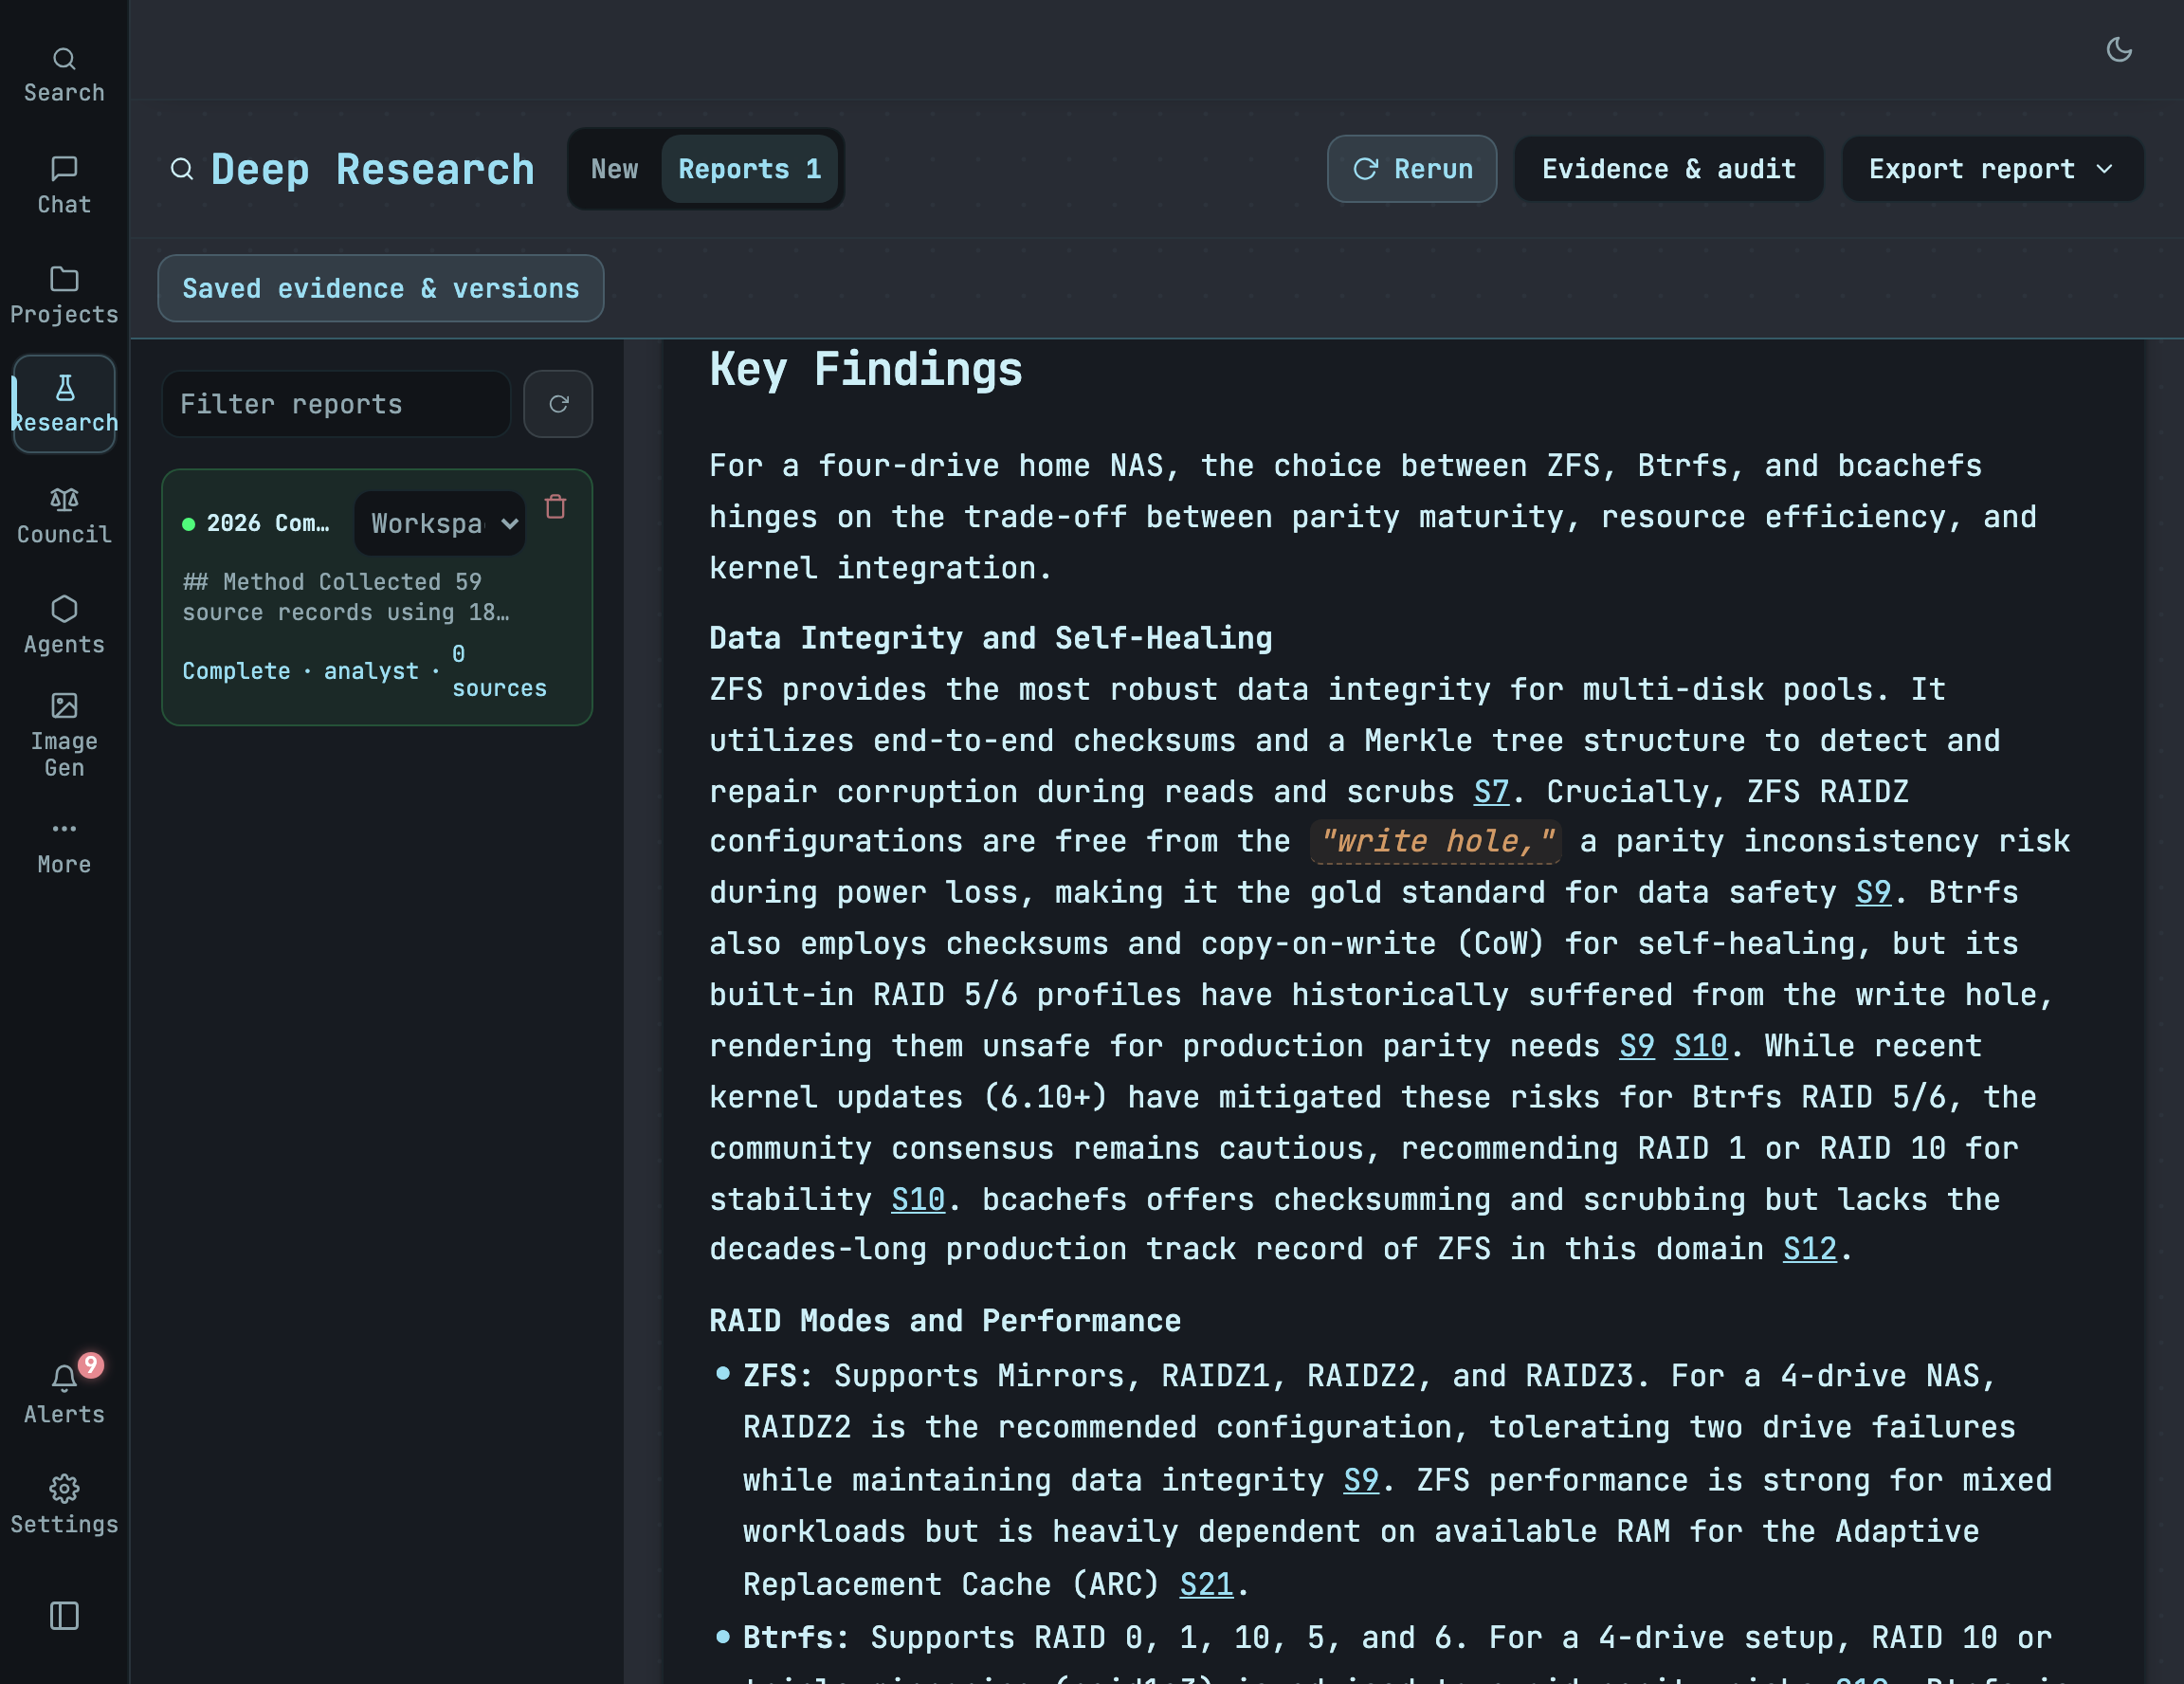 Search
Chat
Projects
Research
Council
Agents
Image
Gen
More
9
Alerts
Settings
Deep Research
New
Reports 1
Rerun
Evidence & audit
Export report
Saved evidence & versions
Filter reports
2026 Com…
Workspa
## Method Collected 59
source records using 18…
Complete · analyst · 0 sources
Key Findings
For a four-drive home NAS, the choice between ZFS, Btrfs, and bcachefs
hinges on the trade-off between parity maturity, resource efficiency, and
kernel integration.
Data Integrity and Self-Healing
ZFS provides the most robust data integrity for multi-disk pools. It
utilizes end-to-end checksums and a Merkle tree structure to detect and
repair corruption during reads and scrubs S7. Crucially, ZFS RAIDZ
configurations are free from the "write hole," a parity inconsistency risk
during power loss, making it the gold standard for data safety S9. Btrfs
also employs checksums and copy-on-write (CoW) for self-healing, but its
built-in RAID 5/6 profiles have historically suffered from the write hole,
rendering them unsafe for production parity needs S9 S10. While recent
kernel updates (6.10+) have mitigated these risks for Btrfs RAID 5/6, the
community consensus remains cautious, recommending RAID 1 or RAID 10 for
stability S10. bcachefs offers checksumming and scrubbing but lacks the
decades-long production track record of ZFS in this domain S12.
RAID Modes and Performance
• ZFS: Supports Mirrors, RAIDZ1, RAIDZ2, and RAIDZ3. For a 4-drive NAS,
RAIDZ2 is the recommended configuration, tolerating two drive failures
while maintaining data integrity S9. ZFS performance is strong for mixed
workloads but is heavily dependent on available RAM for the Adaptive
Replacement Cache (ARC) S21.
• Btrfs: Supports RAID 0, 1, 10, 5, and 6. For a 4-drive setup, RAID 10 or